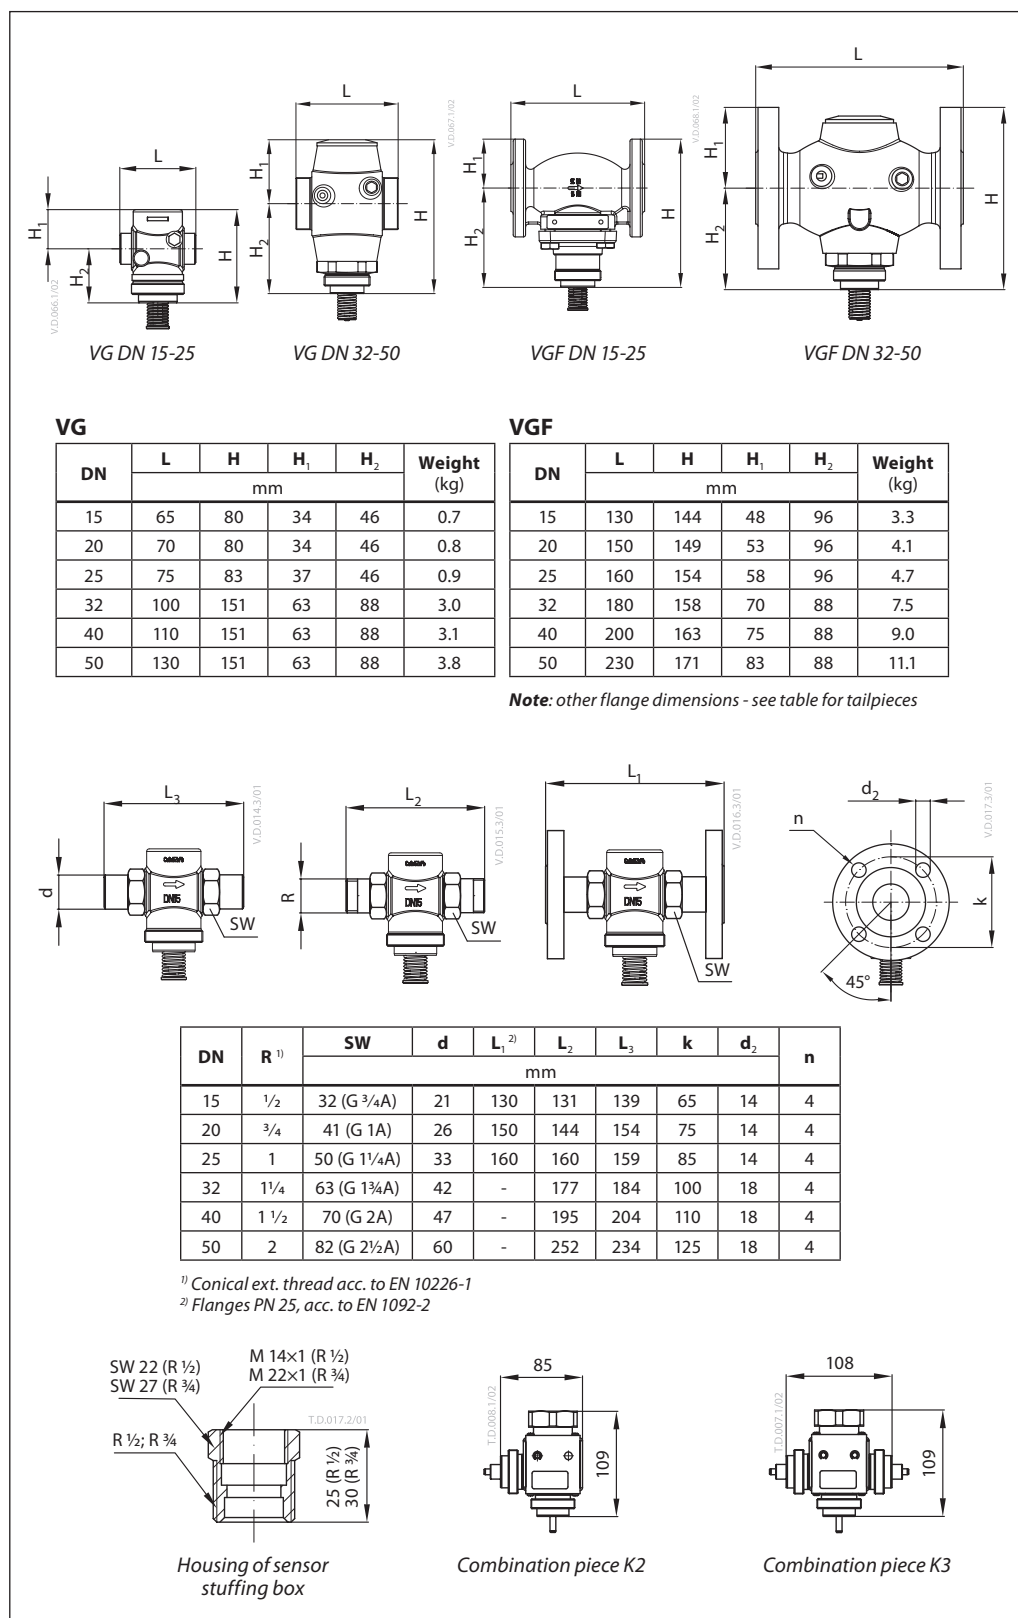 L
L
L
L
H1
H2
H
V.D.066.1/02
H1
H2
H
V.D.067.1/02
H1
H2
H
V.D.068.1/02
H1
H2
H
VG DN 15-25
VG DN 32-50
VGF DN 15-25
VGF DN 32-50
VG
DN L H H1 H2 Weight (kg)
mm
15 65 80 34 46 0.7
20 70 80 34 46 0.8
25 75 83 37 46 0.9
32 100 151 63 88 3.0
40 110 151 63 88 3.1
50 130 151 63 88 3.8
VGF
DN L H H1 H2 Weight (kg)
mm
15 130 144 48 96 3.3
20 150 149 53 96 4.1
25 160 154 58 96 4.7
32 180 158 70 88 7.5
40 200 163 75 88 9.0
50 230 171 83 88 11.1
Note: other flange dimensions - see table for tailpieces
L3
d
DN15
SW
V.D.014.3/01
L2
R
DN15
SW
V.D.015.3/01
L1
DN15
SW
V.D.016.3/01
d2
n
k
45°
V.D.017.3/01
DN R 1) SW d L1 2) L2 L3 k d2 n
mm
15 ½ 32 (G ¾A) 21 130 131 139 65 14 4
20 ¾ 41 (G 1A) 26 150 144 154 75 14 4
25 1 50 (G 1¼A) 33 160 160 159 85 14 4
32 1¼ 63 (G 1¾A) 42 - 177 184 100 18 4
40 1 ½ 70 (G 2A) 47 - 195 204 110 18 4
50 2 82 (G 2½A) 60 - 252 234 125 18 4
1) Conical ext. thread acc. to EN 10226-1
2) Flanges PN 25, acc. to EN 1092-2
SW 22 (R ½)
SW 27 (R ¾)
M 14×1 (R ½)
M 22×1 (R ¾)
T.D.017.2/01
R ½; R ¾
25 (R ½)
30 (R ¾)
Housing of sensor
stuffing box
85
T.D.008.1/02
109
Combination piece K2
108
T.D.007.1/02
109
Combination piece K3